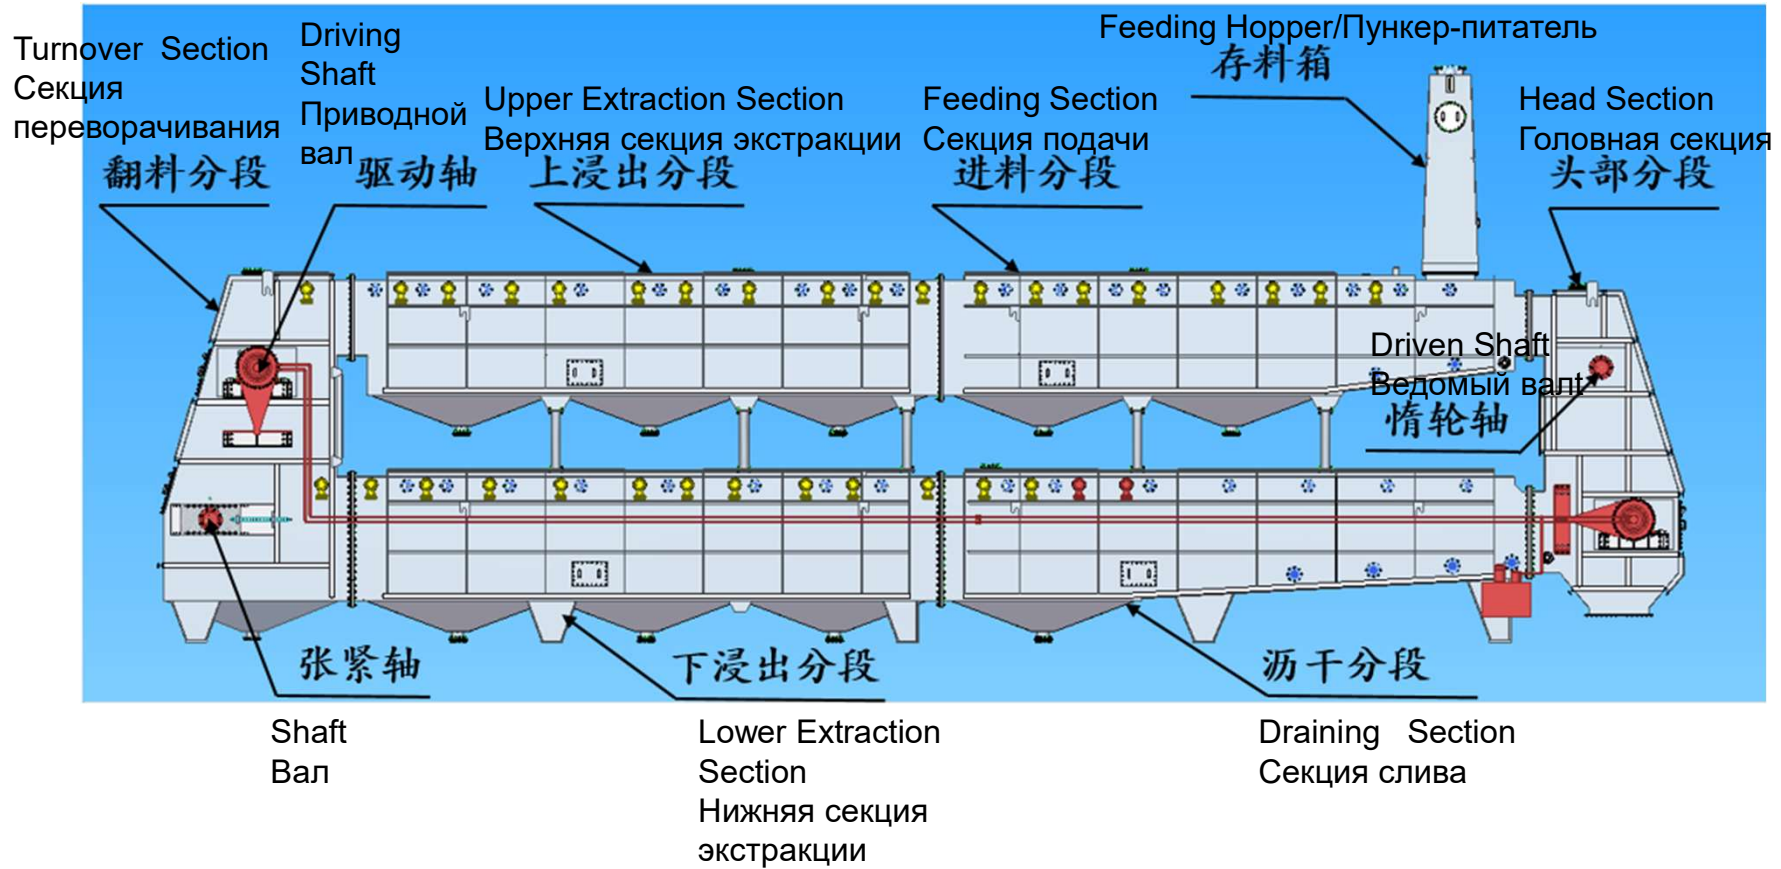 Feeding Hopper/Пункер-питатель
存料箱
Turnover Section
Секция
переворачивания
翻料分段
Driving
Shaft
Приводной
вал
驱动轴
Upper Extraction Section
Верхняя секция экстракции
上浸出分段
Feeding Section
Секция подачи
进料分段
Head Section
Головная секция
头部分段
Driven Shaft
Ведомый валt
惰轮轴
张紧轴
Shaft
Вал
下浸出分段
Lower Extraction
Section
Нижняя секция
экстракции
沥干分段
Draining Section
Секция слива